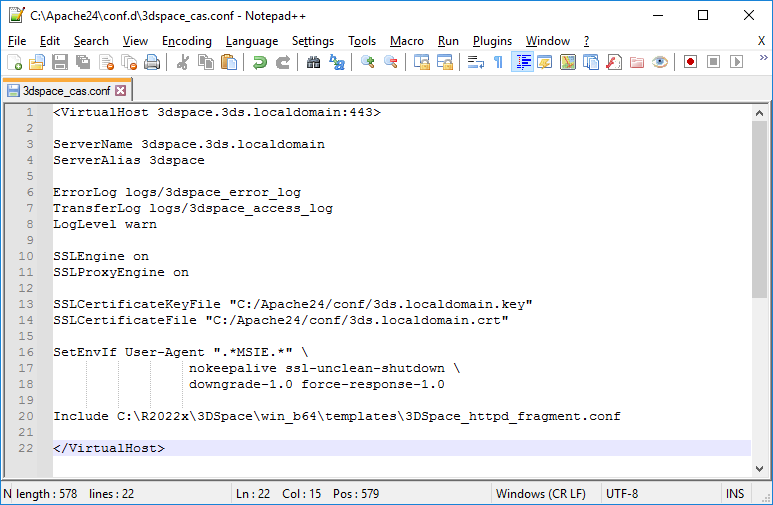 C:\Apache24\conf.d\3dspace_cas.conf - Notepad++
File Edit Search View Encoding Language Settings Tools Macro Run Plugins Window ? X
3dspace_cas.conf
1 <VirtualHost 3dspace.3ds.localdomain:443>
2
3 ServerName 3dspace.3ds.localdomain
4 ServerAlias 3dspace
5
6 ErrorLog logs/3dspace_error_log
7 TransferLog logs/3dspace_access_log
8 LogLevel warn
9
10 SSLEngine on
11 SSLProxyEngine on
12
13 SSLCertificateKeyFile "C:/Apache24/conf/3ds.localdomain.key"
14 SSLCertificateFile "C:/Apache24/conf/3ds.localdomain.crt"
15
16 SetEnvIf User-Agent ".*MSIE.*" \
17 nokeepalive ssl-unclean-shutdown \
18 downgrade-1.0 force-response-1.0
19
20 Include C:\R2022x\3DSpace\win_b64\templates\3DSpace_httpd_fragment.conf
21
22 </VirtualHost>
N length : 578 lines : 22 Ln : 22 Col : 15 Pos : 579 Windows (CR LF) UTF-8 INS